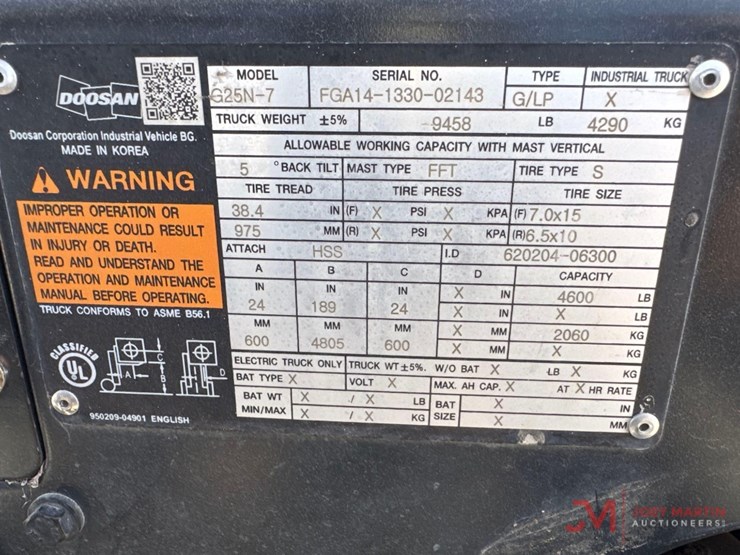 DOOSAN
Doosan Corporation Industrial Vehicle BG.
MADE IN KOREA
WARNING
IMPROPER OPERATION OR
MAINTENANCE COULD RESULT
IN INJURY OR DEATH.
READ AND UNDERSTAND THE
OPERATION AND MAINTENANCE
MANUAL BEFORE OPERATING.
TRUCK CONFORMS TO ASME B56.1
CLASSIFIED
UL
A B C D
950209-04901 ENGLISH
MODEL SERIAL NO. TYPE INDUSTRIAL TRUCK
G25N-7 FGA14-1330-02143 G/LP X
TRUCK WEIGHT ±5% 9458 LB 4290 KG
ALLOWABLE WORKING CAPACITY WITH MAST VERTICAL
5 ° BACK TILT MAST TYPE FFT TIRE TYPE S
TIRE TREAD TIRE PRESS TIRE SIZE
38.4 IN (F) X PSI X KPA (F) 7.0x15
975 MM (R) X PSI X KPA (R) 6.5x10
ATTACH HSS I.D 620204-06300
A B C D CAPACITY
IN IN IN X IN 4600 LB
24 189 24 X IN X LB
MM MM MM X MM 2060 KG
600 4805 600 X MM X KG
ELECTRIC TRUCK ONLY TRUCK WT ±5%. W/O BAT X LB X KG
BAT TYPE X VOLT X MAX. AH CAP. X AT X HR RATE
BAT WT X / X LB BAT X IN
MIN/MAX X / X KG SIZE X MM
JM
TONY MARTIN
AUCTIONEERS